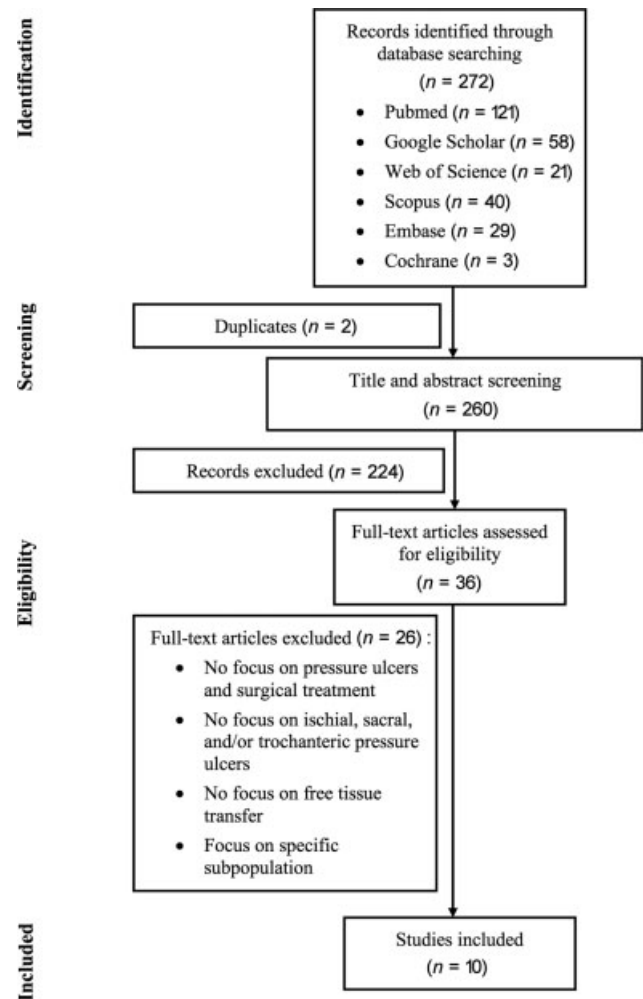 Identification
Records identified through
database searching
(n = 272)
• Pubmed (n = 121)
• Google Scholar (n = 58)
• Web of Science (n = 21)
• Scopus (n = 40)
• Embase (n = 29)
• Cochrane (n = 3)
Screening
Duplicates (n = 2)
Title and abstract screening
(n = 260)
Records excluded (n = 224)
Eligibility
Full-text articles assessed
for eligibility
(n = 36)
Full-text articles excluded (n = 26) :
• No focus on pressure ulcers
and surgical treatment
• No focus on ischial, sacral,
and/or trochanteric pressure
ulcers
• No focus on free tissue
transfer
• Focus on specific
subpopulation
Included
Studies included
(n = 10)